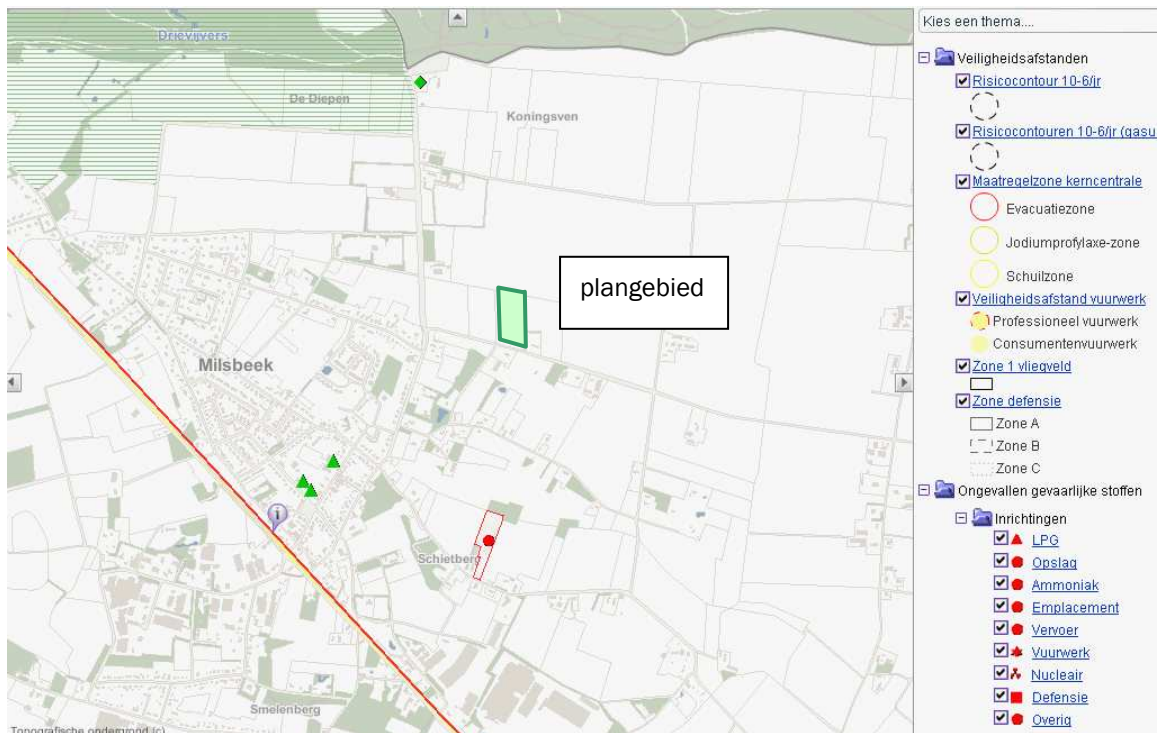 Drievijvers
De Diepen
Koningsven
plangebied
Milsbeek
i
Schietberg
Smelenberg
Topografische ondergrond (c)
Kies een thema....
Veiligheidsafstanden
Risicocontour 10-6/jr
Risicocontouren 10-6/jr (gasu
Maatregelzone kerncentrale
Evacuatiezone
Jodiumprofylaxe-zone
Schuilzone
Veiligheidsafstand vuurwerk
Professioneel vuurwerk
Consumentenvuurwerk
Zone 1 vliegveld
Zone defensie
Zone A
Zone B
Zone C
Ongevallen gevaarlijke stoffen
Inrichtingen
LPG
Opslag
Ammoniak
Emplacement
Vervoer
Vuurwerk
Nucleair
Defensie
Overig